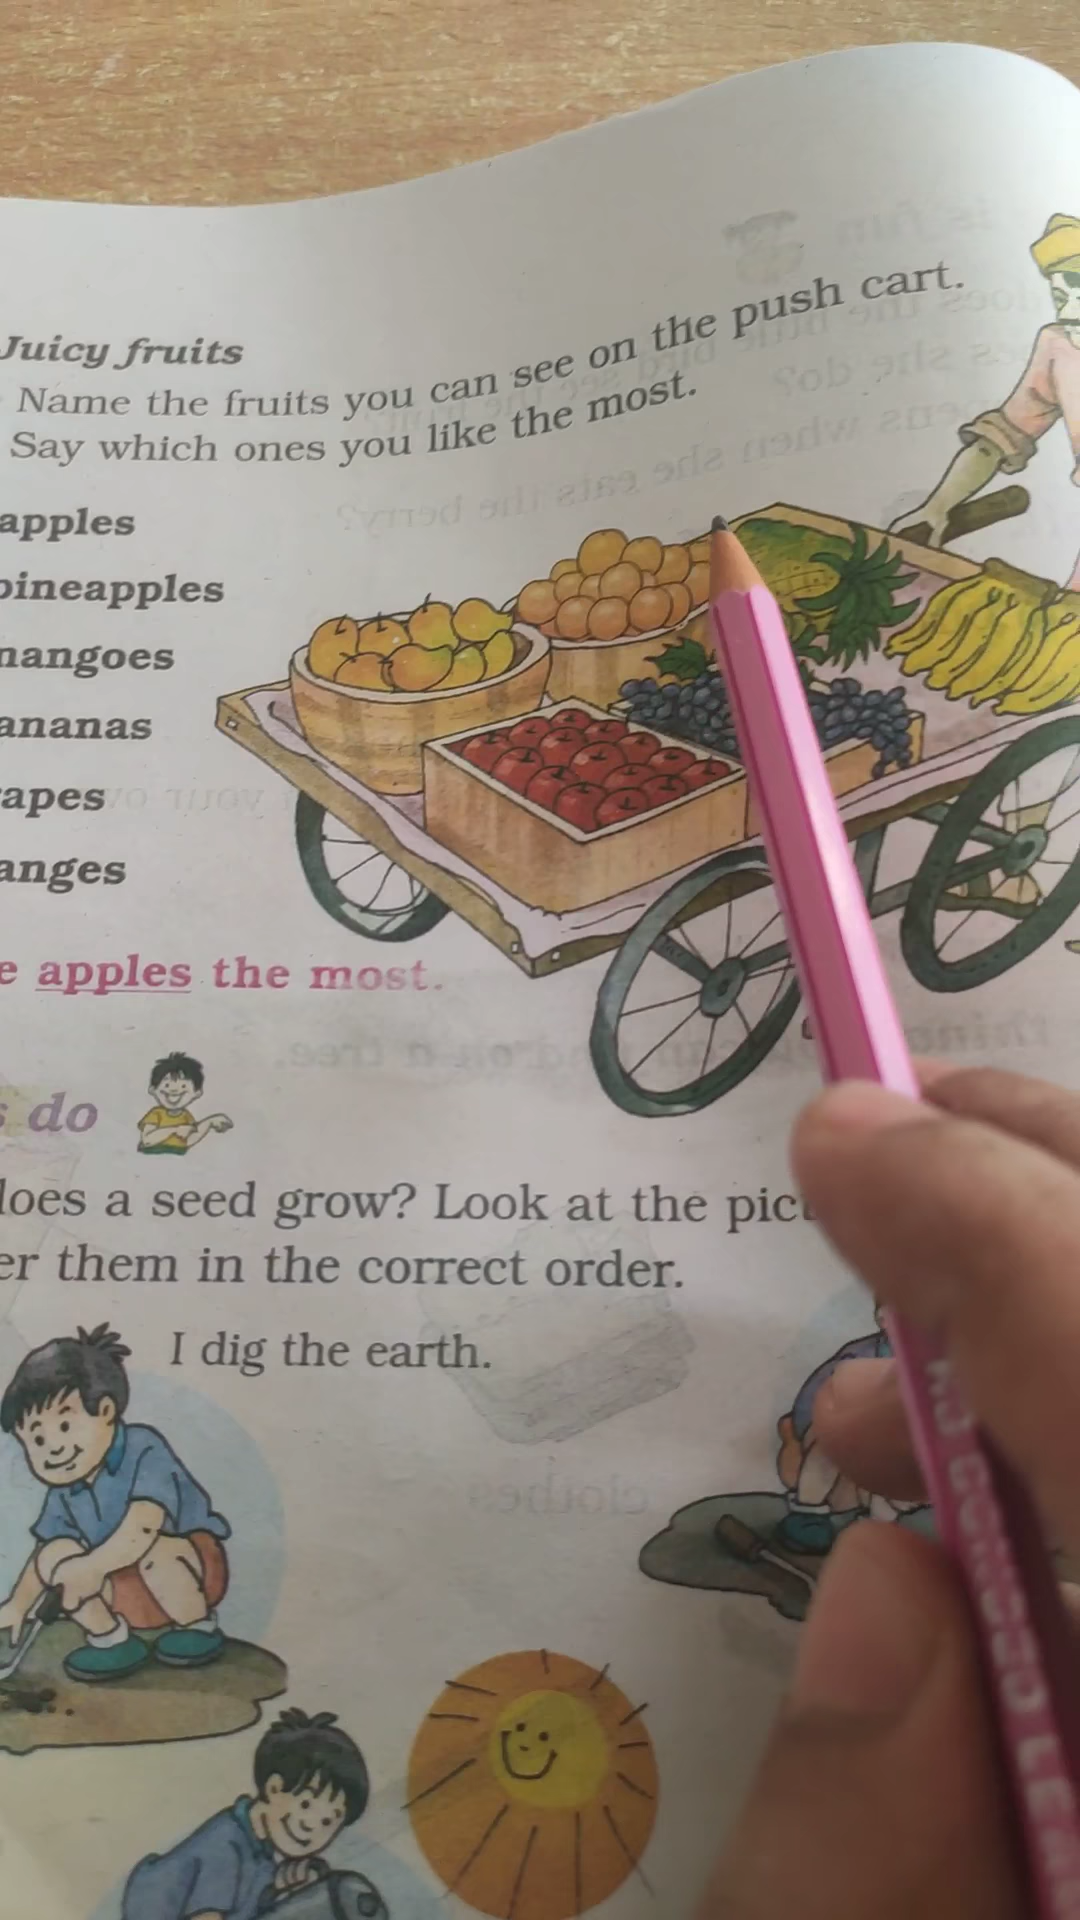 Juicy fruits
Name the fruits you can see on the push cart.
Say which ones you like the most.
apples
pineapples
mangoes
ananas
apes
anges
e apples the most.
s do
does a seed grow? Look at the pic
er them in the correct order.
I dig the earth.